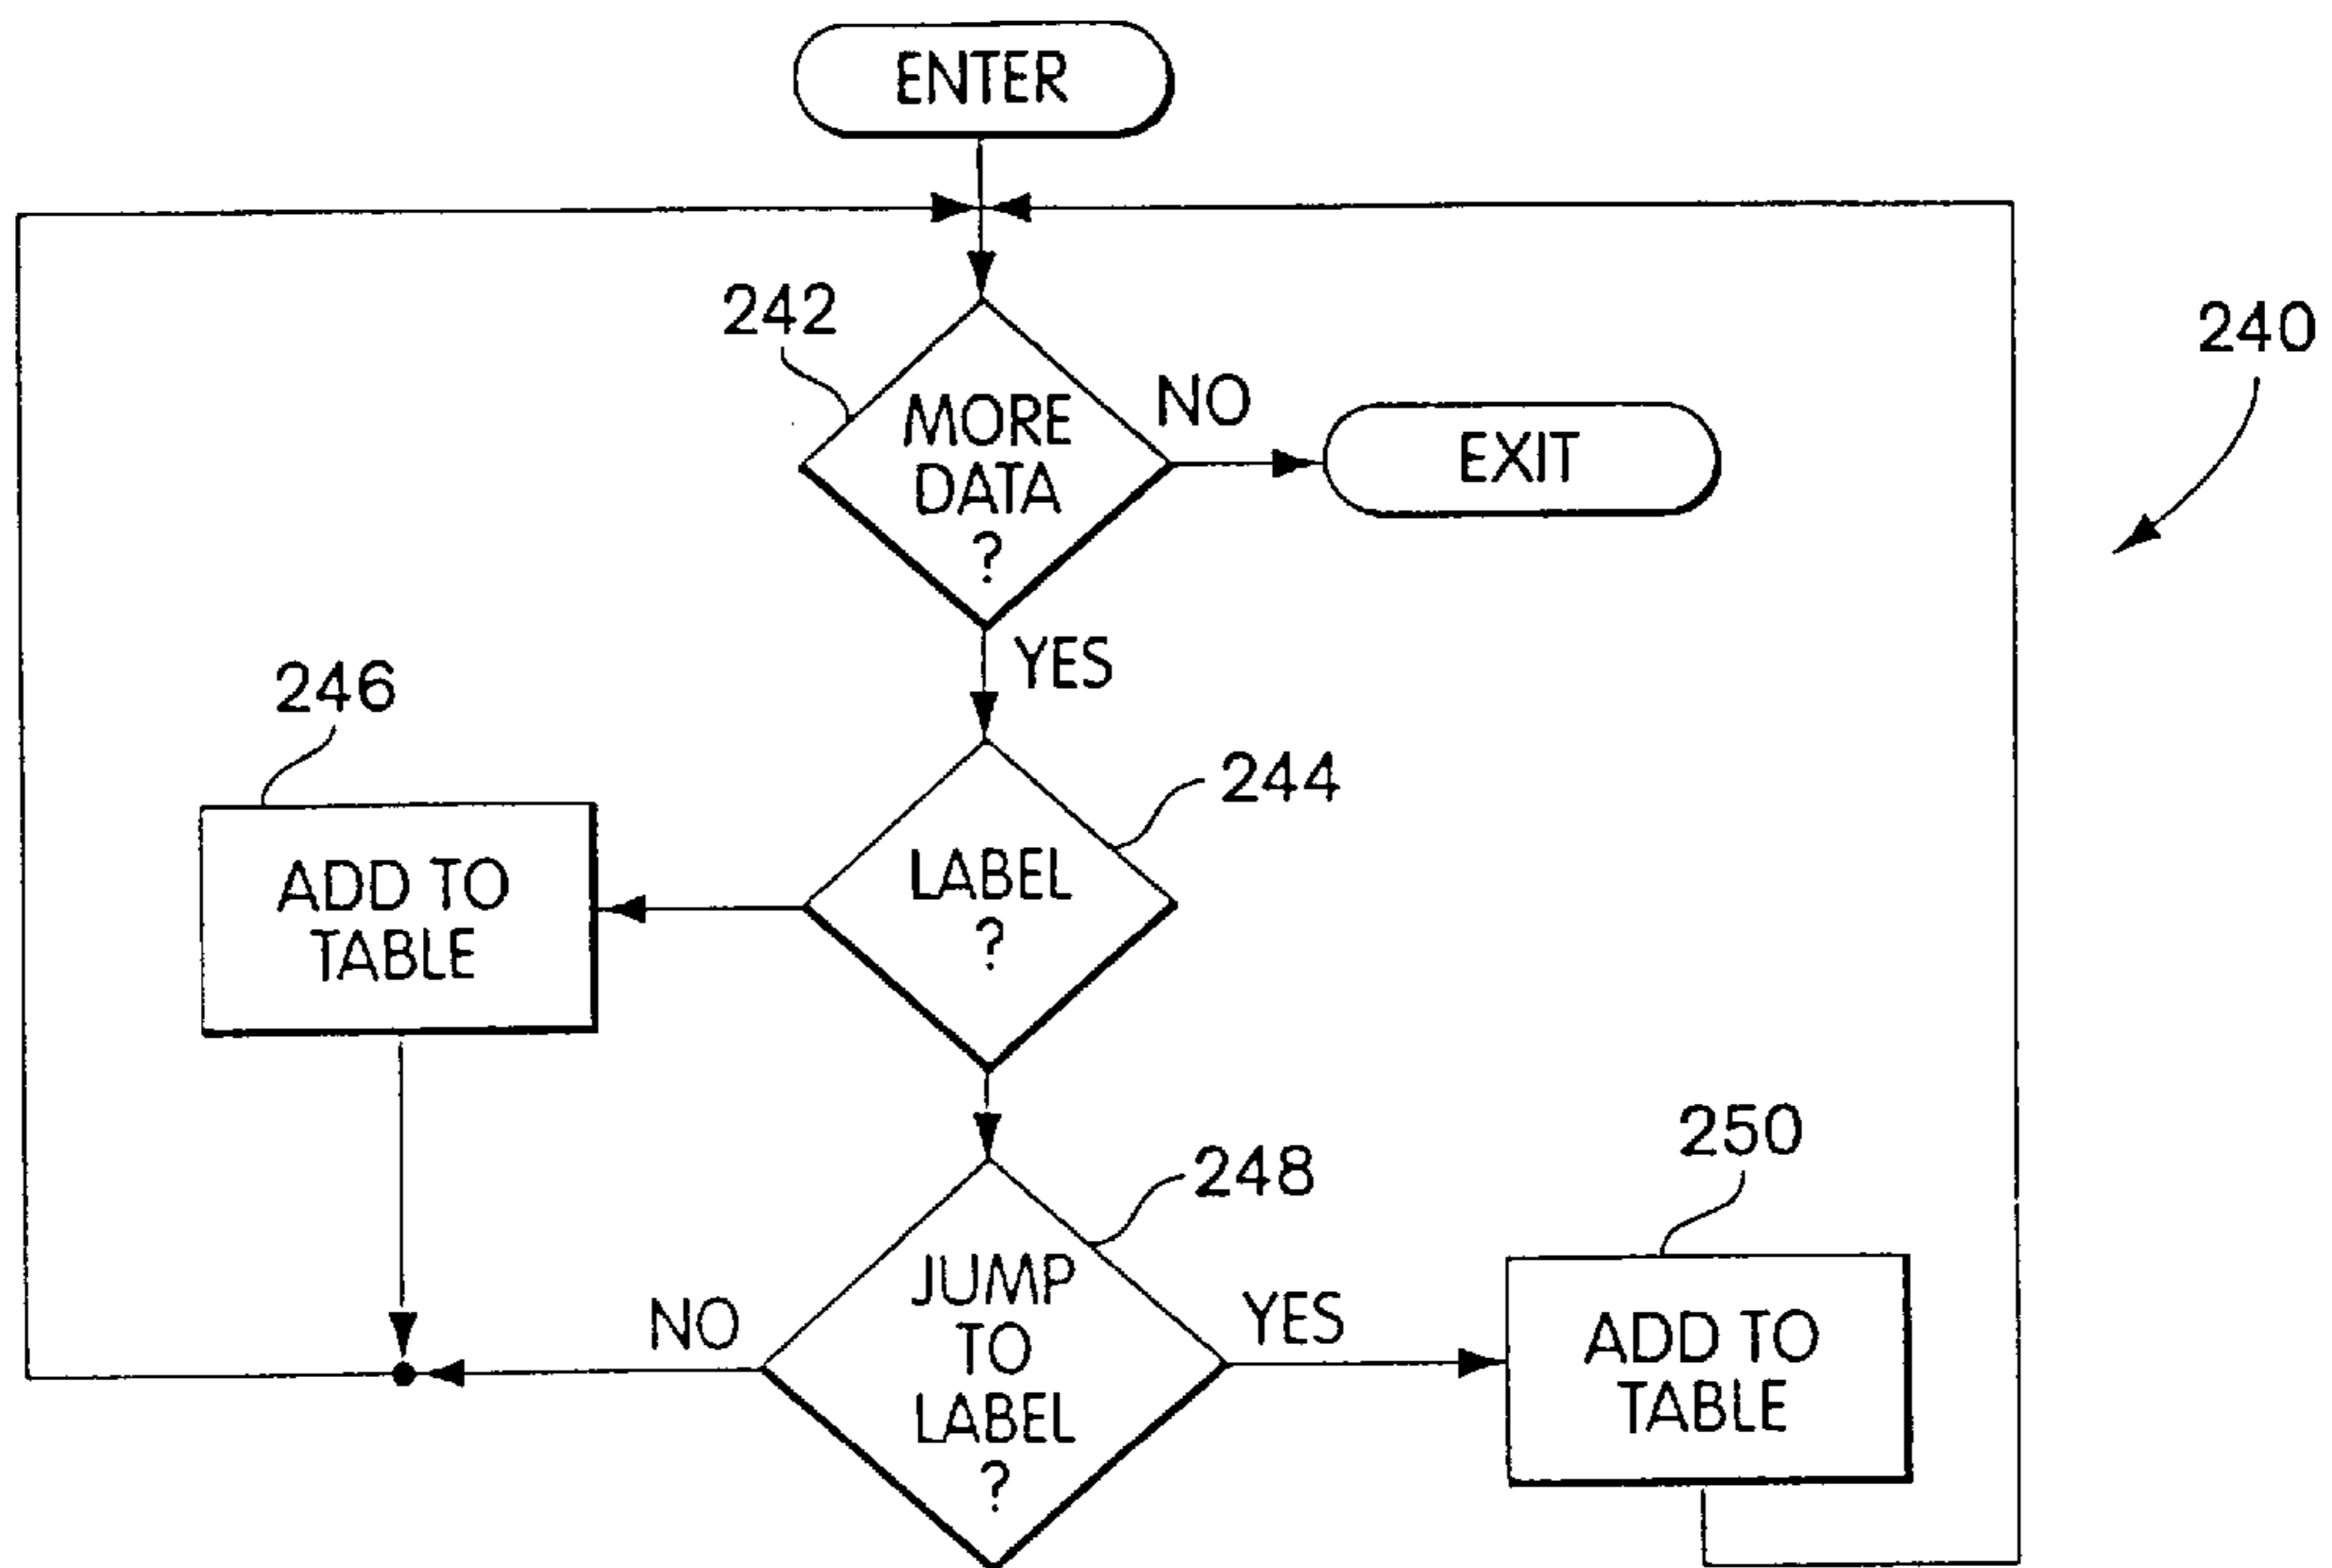 ENTER
242
240
MORE
DATA
?
NO
EXIT
YES
246
244
ADD TO
TABLE
LABEL
?
248
250
JUMP
TO
LABEL
?
NO
YES
ADD TO
TABLE